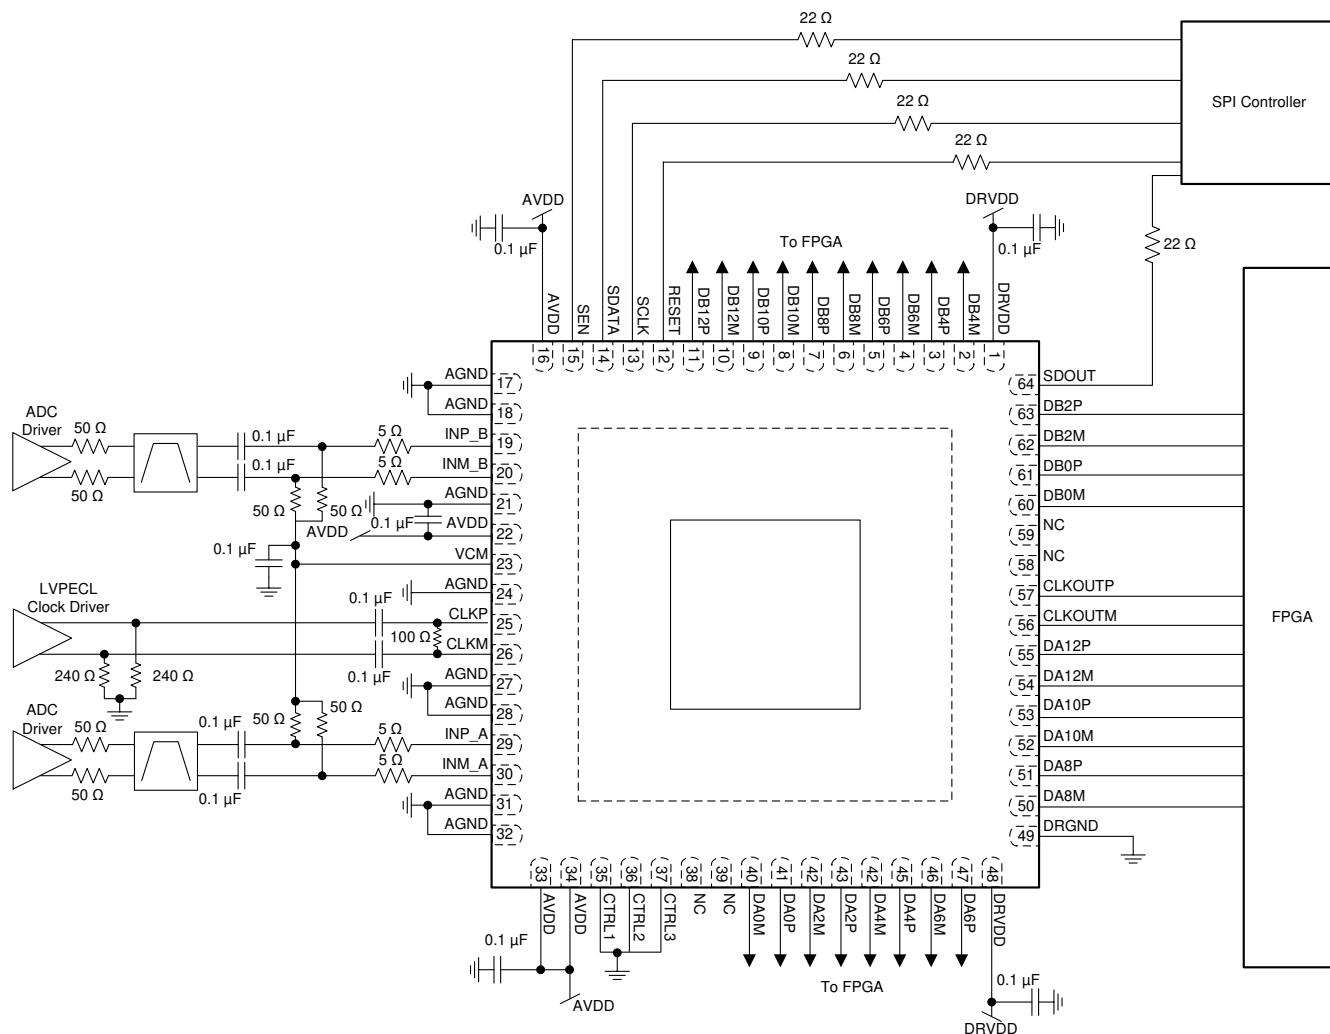 22 Ω
22 Ω
22 Ω
22 Ω
22 Ω
SPI Controller
AVDD
0.1 µF
DRVDD
0.1 µF
To FPGA
AVDD
SEN
SDATA
SCLK
RESET
DB12P
DB12M
DB10P
DB10M
DB8P
DB8M
DB6P
DB6M
DB4P
DB4M
DRVDD
16
15
14
13
12
11
10
9
8
7
6
5
4
3
2
1
AGND 17
AGND 18
INP_B 19
INM_B 20
AGND 21
AVDD 22
VCM 23
AGND 24
CLKP 25
CLKM 26
AGND 27
AGND 28
INP_A 29
INM_A 30
AGND 31
AGND 32
ADC
Driver
50 Ω
50 Ω
0.1 µF
0.1 µF
5 Ω
5 Ω
50 Ω
50 Ω
0.1 µF
AVDD
0.1 µF
LVPECL
Clock Driver
0.1 µF
0.1 µF
100 Ω
240 Ω
240 Ω
ADC
Driver
50 Ω
50 Ω
0.1 µF
0.1 µF
50 Ω
50 Ω
5 Ω
5 Ω
64 SDOUT
63 DB2P
62 DB2M
61 DB0P
60 DB0M
59 NC
58 NC
57 CLKOUTP
56 CLKOUTM
55 DA12P
54 DA12M
53 DA10P
52 DA10M
51 DA8P
50 DA8M
49 DRGND
FPGA
33
34
35
36
37
38
39
40
41
42
43
42
45
46
47
48
AVDD
AVDD
CTRL1
CTRL2
CTRL3
NC
NC
DA0M
DA0P
DA2M
DA2P
DA4M
DA4P
DA6M
DA6P
DRVDD
0.1 µF
AVDD
To FPGA
0.1 µF
DRVDD